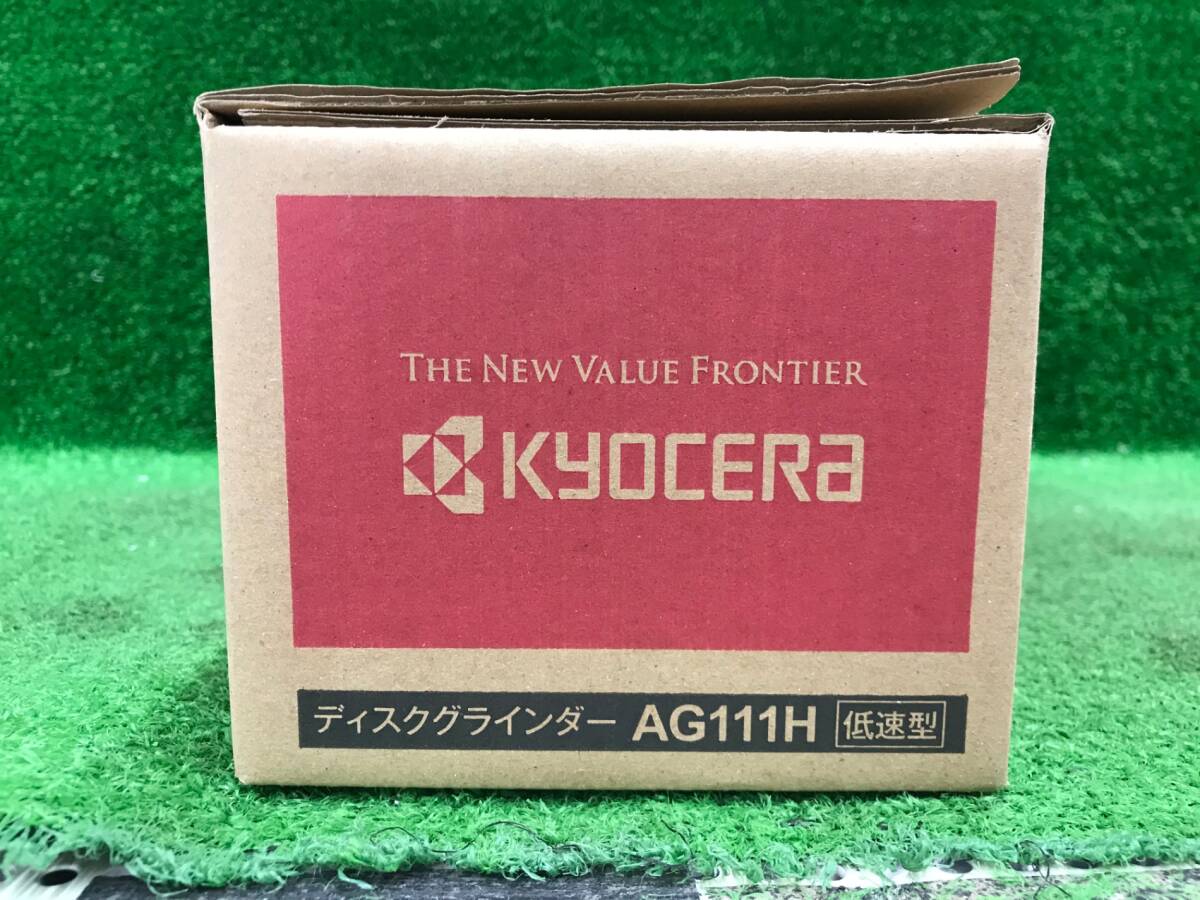 THE NEW VALUE FRONTIER
KYOCERA
ディスクグラインダー AG111H 低速型